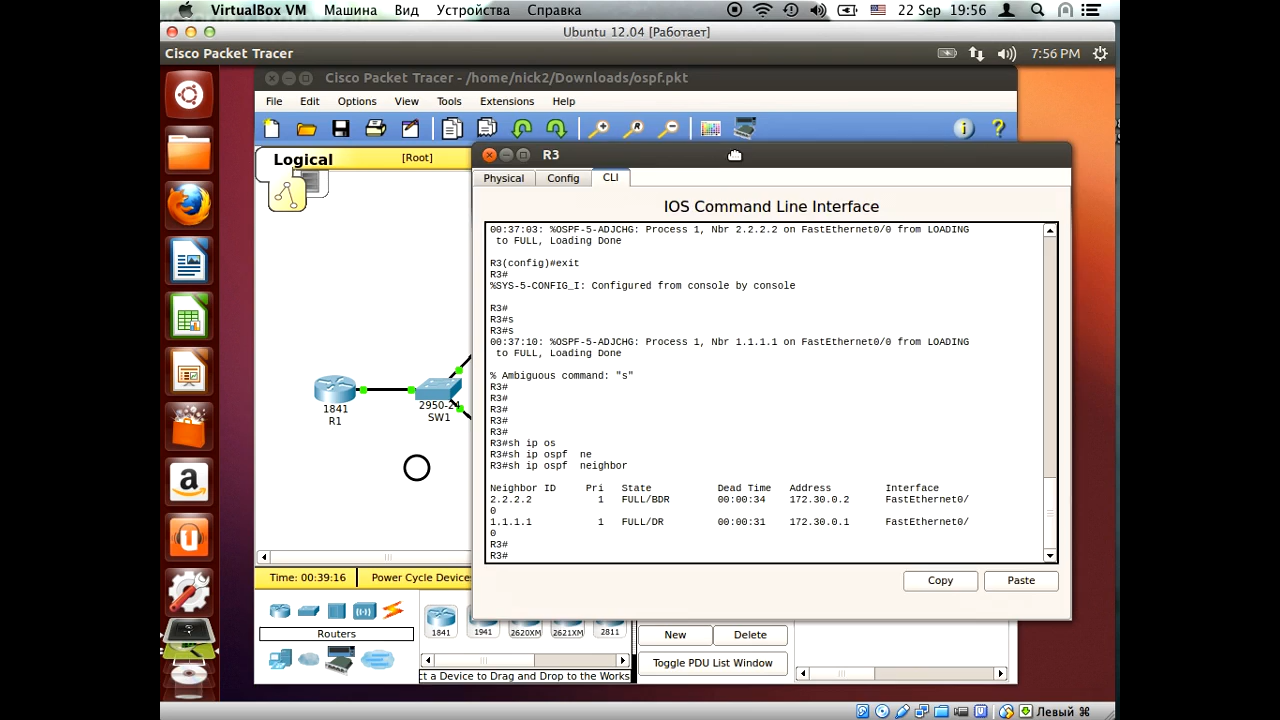 VirtualBox VM Машина Вид Устройства Справка 22 Sep 19:56
Ubuntu 12.04 [Работает]
Cisco Packet Tracer 7:56 PM
Cisco Packet Tracer - /home/nick2/Downloads/ospf.pkt
File Edit Options View Tools Extensions Help
Logical [Root]
R3
Physical Config CLI
IOS Command Line Interface
00:37:03: %OSPF-5-ADJCHG: Process 1, Nbr 2.2.2.2 on FastEthernet0/0 from LOADING
to FULL, Loading Done
R3(config)#exit
R3#
%SYS-5-CONFIG_I: Configured from console by console
R3#
R3#s
R3#s
00:37:10: %OSPF-5-ADJCHG: Process 1, Nbr 1.1.1.1 on FastEthernet0/0 from LOADING
to FULL, Loading Done
% Ambiguous command: "s"
R3#
R3#
R3#
R3#
R3#
R3#sh ip os
R3#sh ip ospf  ne
R3#sh ip ospf  neighbor
Neighbor ID Pri State Dead Time Address Interface
2.2.2.2 1 FULL/BDR 00:00:34 172.30.0.2 FastEthernet0/
0
1.1.1.1 1 FULL/DR 00:00:31 172.30.0.1 FastEthernet0/
0
R3#
R3#
Copy Paste
1841
R1
2950-24
SW1
Time: 00:39:16 Power Cycle Devices
Routers
1841 1941 2620XM 2621XM 2811
New Delete
Toggle PDU List Window
ct a Device to Drag and Drop to the Works
Левый ⌘